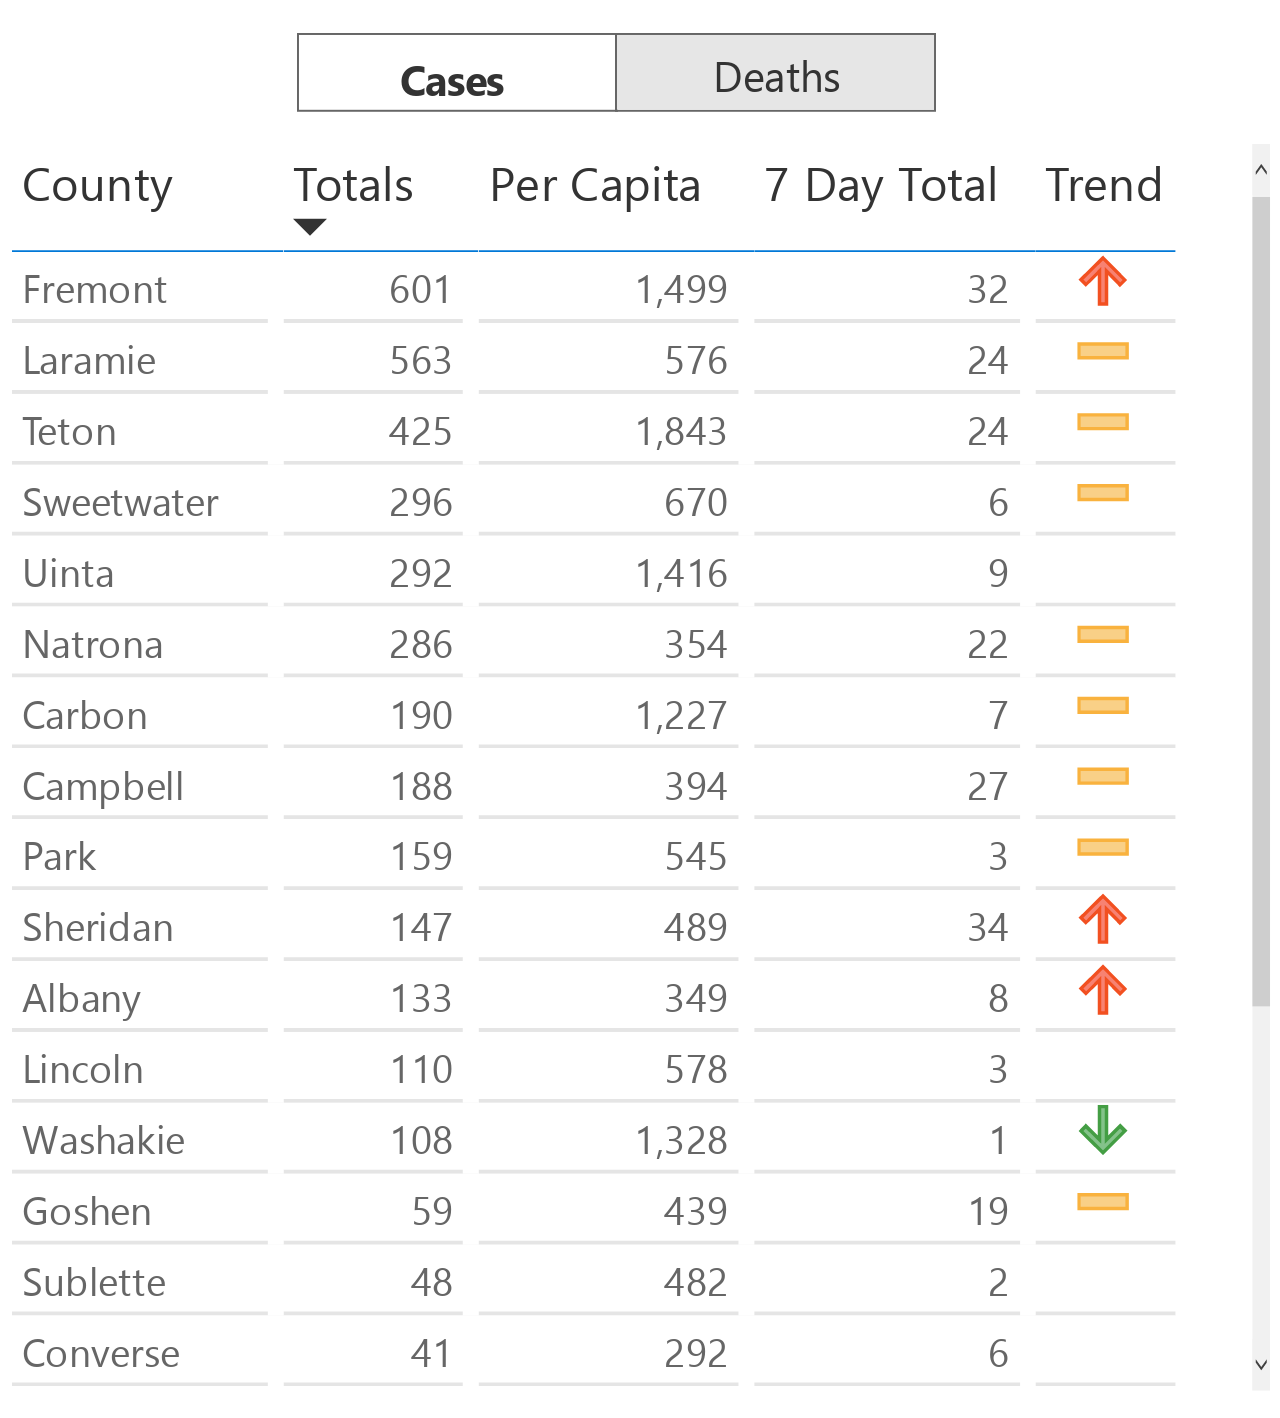 Cases Deaths
County Totals Per Capita 7 Day Total Trend
Fremont 601 1,499 32
Laramie 563 576 24
Teton 425 1,843 24
Sweetwater 296 670 6
Uinta 292 1,416 9
Natrona 286 354 22
Carbon 190 1,227 7
Campbell 188 394 27
Park 159 545 3
Sheridan 147 489 34
Albany 133 349 8
Lincoln 110 578 3
Washakie 108 1,328 1
Goshen 59 439 19
Sublette 48 482 2
Converse 41 292 6